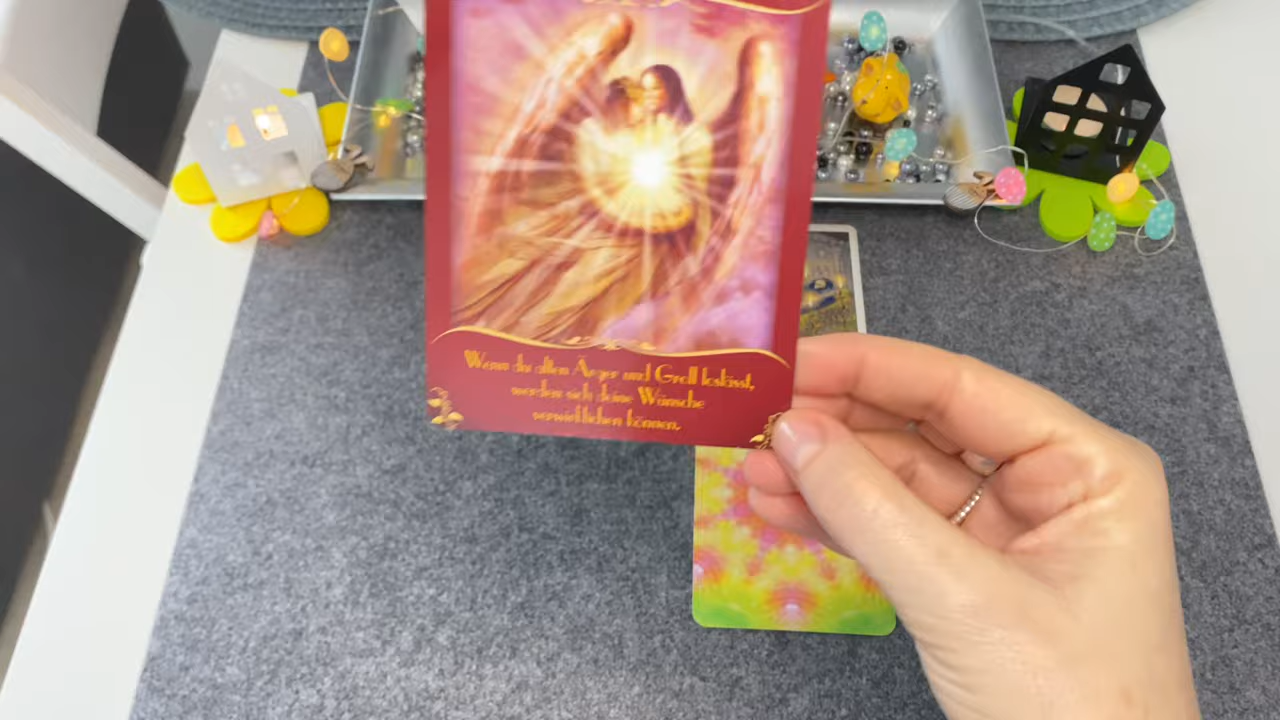 Wenn du alten Ärger und Groll loslässt,
werden sich deine Wünsche
verwirklichen können.